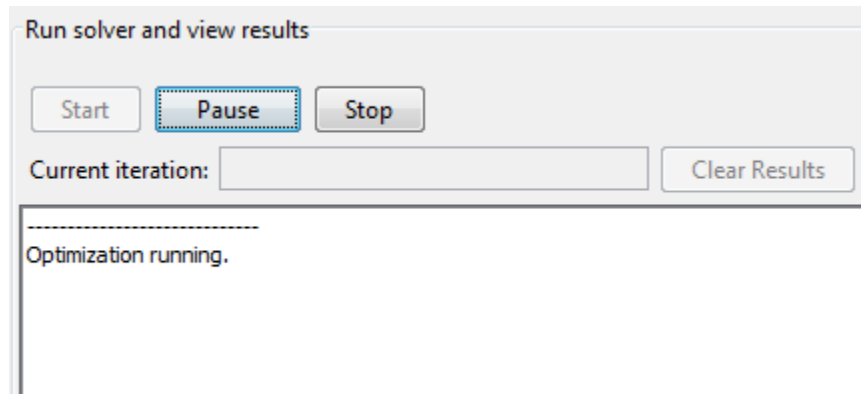 Run solver and view results
Start Pause Stop
Current iteration: Clear Results
-----------------------------
Optimization running.